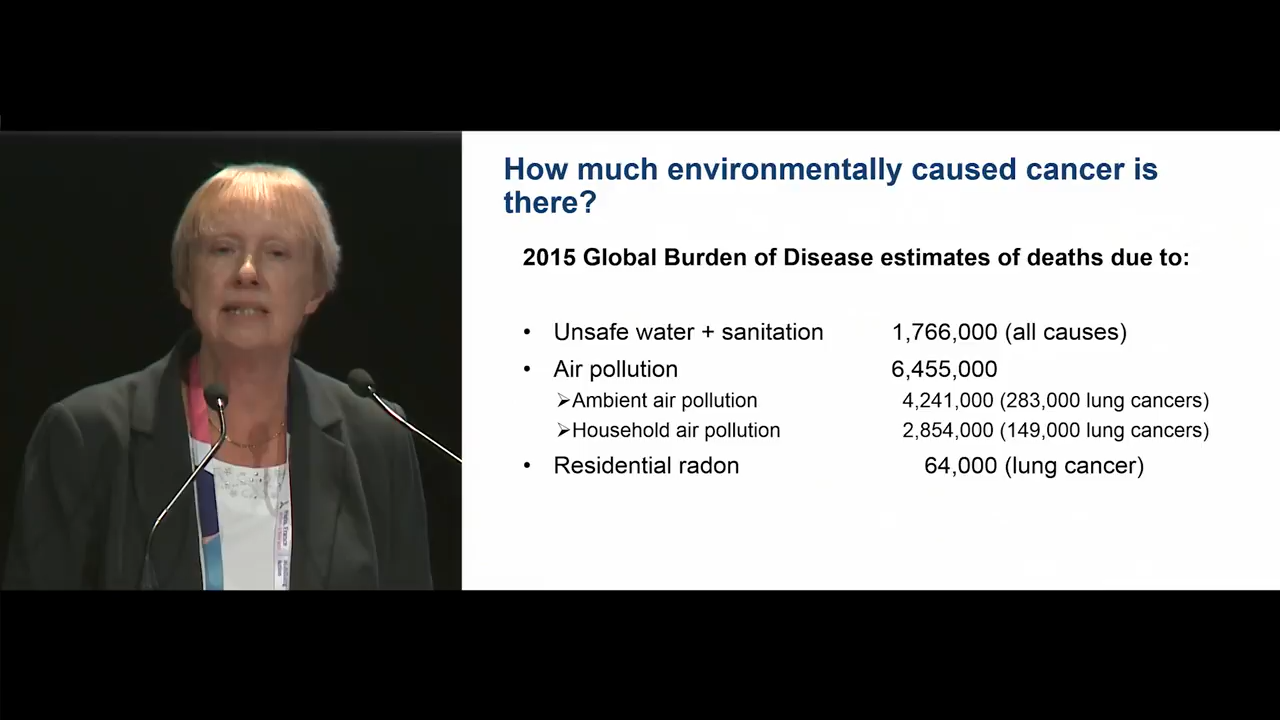 How much environmentally caused cancer is
there?
2015 Global Burden of Disease estimates of deaths due to:
• Unsafe water + sanitation 1,766,000 (all causes)
• Air pollution 6,455,000
➢Ambient air pollution 4,241,000 (283,000 lung cancers)
➢Household air pollution 2,854,000 (149,000 lung cancers)
• Residential radon 64,000 (lung cancer)